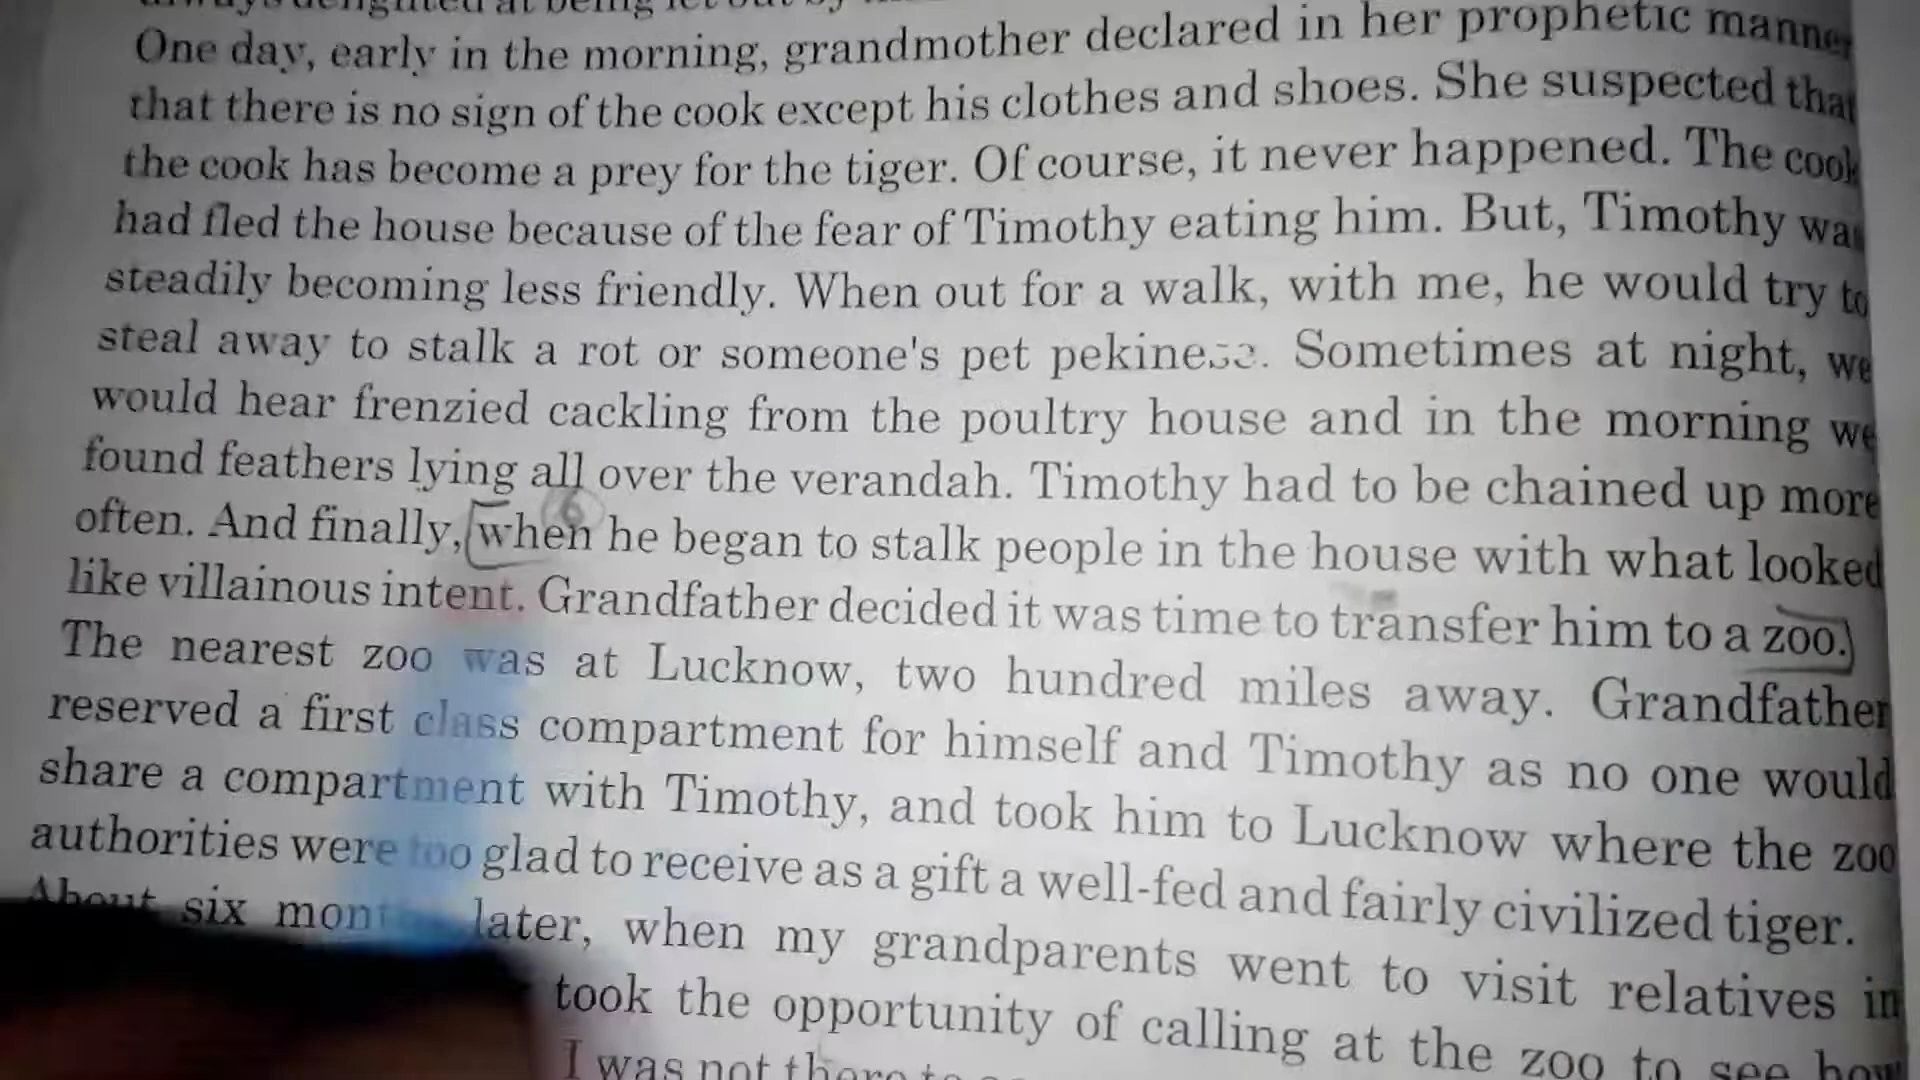 One day, early in the morning, grandmother declared in her prophetic manner
that there is no sign of the cook except his clothes and shoes. She suspected that
the cook has become a prey for the tiger. Of course, it never happened. The cook
had fled the house because of the fear of Timothy eating him. But, Timothy was
steadily becoming less friendly. When out for a walk, with me, he would try to
steal away to stalk a rot or someone's pet pekinese. Sometimes at night, we
would hear frenzied cackling from the poultry house and in the morning we
found feathers lying all over the verandah. Timothy had to be chained up more
6
often. And finally, when he began to stalk people in the house with what looked
like villainous intent. Grandfather decided it was time to transfer him to a zoo.
The nearest zoo was at Lucknow, two hundred miles away. Grandfather
reserved a first class compartment for himself and Timothy as no one would
share a compartment with Timothy, and took him to Lucknow where the zoo
authorities were too glad to receive as a gift a well-fed and fairly civilized tiger.
About six later, when my grandparents went to visit relatives in
took the opportunity of calling at the zoo to see how
I was not there to